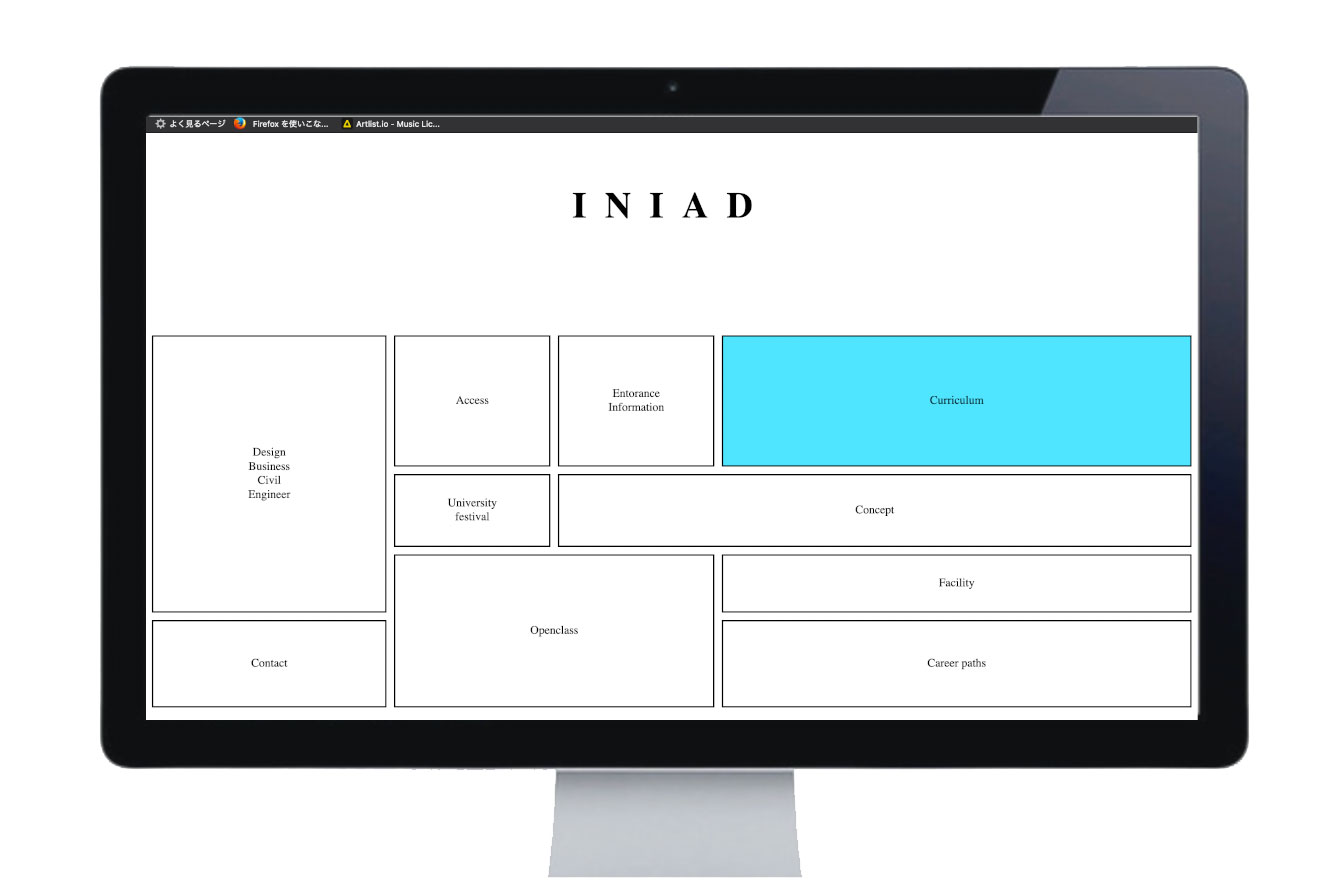 よく見るページ Firefox を使いこな... Artlist.io - Music Lic...
I N I A D
Design
Business
Civil
Engineer
Access
Entorance
Information
Curriculum
University
festival
Concept
Openclass
Facility
Contact
Career paths